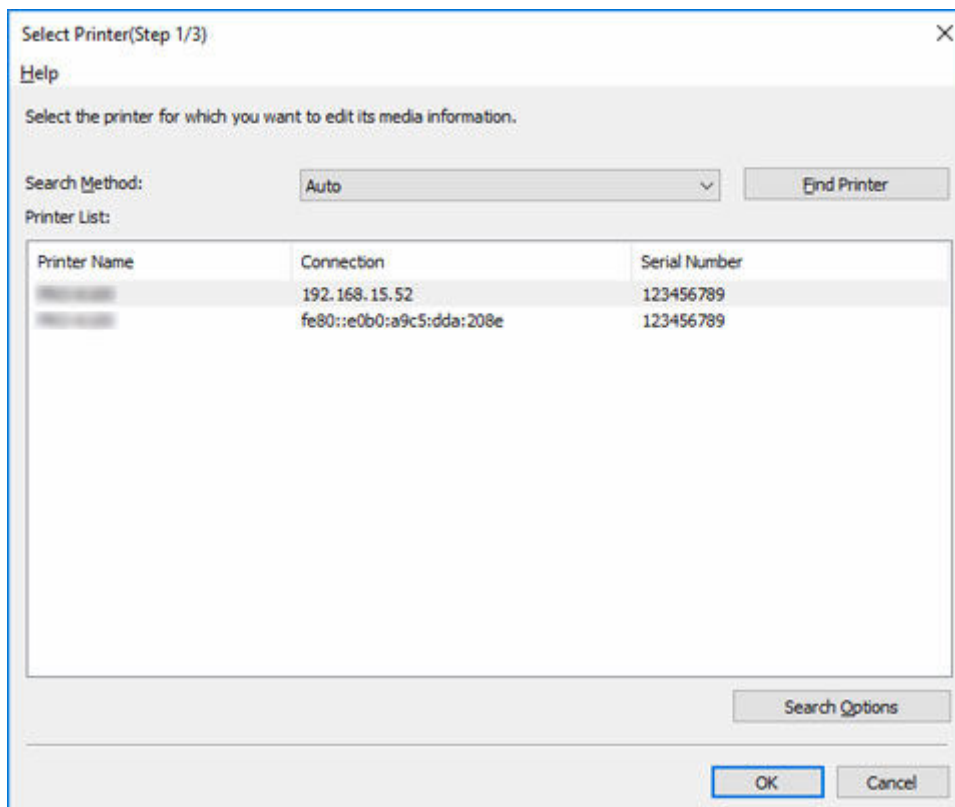 Select Printer(Step 1/3)
Help
Select the printer for which you want to edit its media information.
Search Method: Auto Find Printer
Printer List:
Printer Name Connection Serial Number
192.168.15.52 123456789
fe80::e0b0:a9c5:dda:208e 123456789
Search Options
OK Cancel